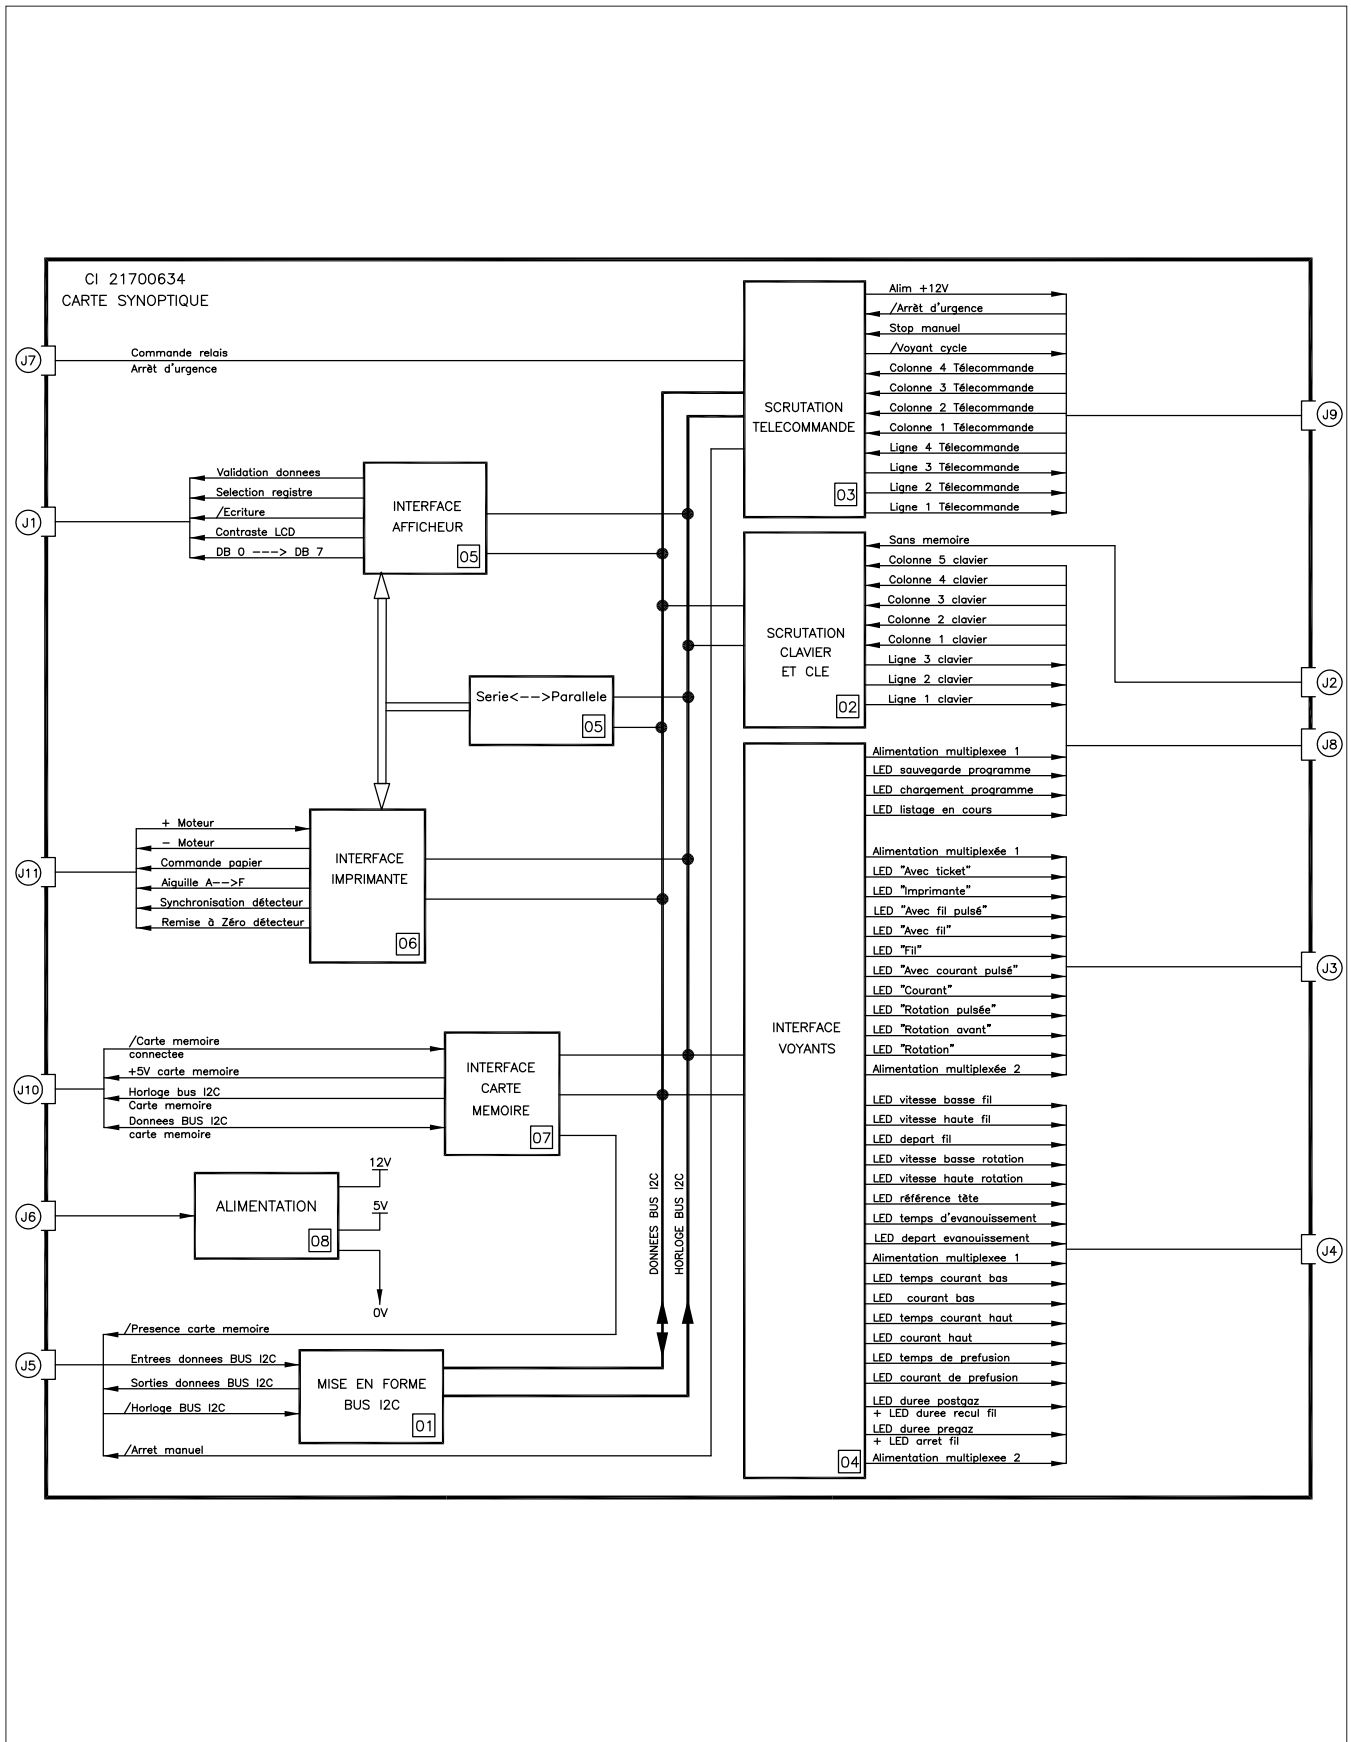 CI 21700634
CARTE SYNOPTIQUE
J7
Commande relais
Arrèt d'urgence
J1
Validation donnees
Selection registre
/Ecriture
Contraste LCD
DB 0 ---> DB 7
INTERFACE
AFFICHEUR
05
Serie<-->Parallele
05
J11
+ Moteur
- Moteur
Commande papier
Aiguille A-->F
Synchronisation détecteur
Remise à Zéro détecteur
INTERFACE
IMPRIMANTE
06
J10
/Carte memoire
connectee
+5V carte memoire
Horloge bus I2C
Carte memoire
Donnees BUS I2C
carte memoire
INTERFACE
CARTE
MEMOIRE
07
J6
ALIMENTATION
08
12V
5V
0V
J5
/Presence carte memoire
Entrees donnees BUS I2C
Sorties donnees BUS I2C
/Horloge BUS I2C
/Arret manuel
MISE EN FORME
BUS I2C
01
DONNEES BUS I2C
HORLOGE BUS I2C
SCRUTATION
TELECOMMANDE
03
Alim +12V
/Arrèt d'urgence
Stop manuel
/Voyant cycle
Colonne 4 Télecommande
Colonne 3 Télecommande
Colonne 2 Télecommande
Colonne 1 Télecommande
Ligne 4 Télecommande
Ligne 3 Télecommande
Ligne 2 Télecommande
Ligne 1 Télecommande
J9
SCRUTATION
CLAVIER
ET CLE
02
Sans memoire
Colonne 5 clavier
Colonne 4 clavier
Colonne 3 clavier
Colonne 2 clavier
Colonne 1 clavier
Ligne 3 clavier
Ligne 2 clavier
Ligne 1 clavier
J2
J8
INTERFACE
VOYANTS
04
Alimentation multiplexee 1
LED sauvegarde programme
LED chargement programme
LED listage en cours
Alimentation multiplexée 1
LED "Avec ticket"
LED "Imprimante"
LED "Avec fil pulsé"
LED "Avec fil"
LED "Fil"
LED "Avec courant pulsé"
LED "Courant"
LED "Rotation pulsée"
LED "Rotation avant"
LED "Rotation"
Alimentation multiplexée 2
J3
LED vitesse basse fil
LED vitesse haute fil
LED depart fil
LED vitesse basse rotation
LED vitesse haute rotation
LED référence tète
LED temps d'evanouissement
LED depart evanouissement
Alimentation multiplexee 1
LED temps courant bas
LED courant bas
LED temps courant haut
LED courant haut
LED temps de prefusion
LED courant de prefusion
LED duree postgaz
+ LED duree recul fil
LED duree pregaz
+ LED arret fil
Alimentation multiplexee 2
J4